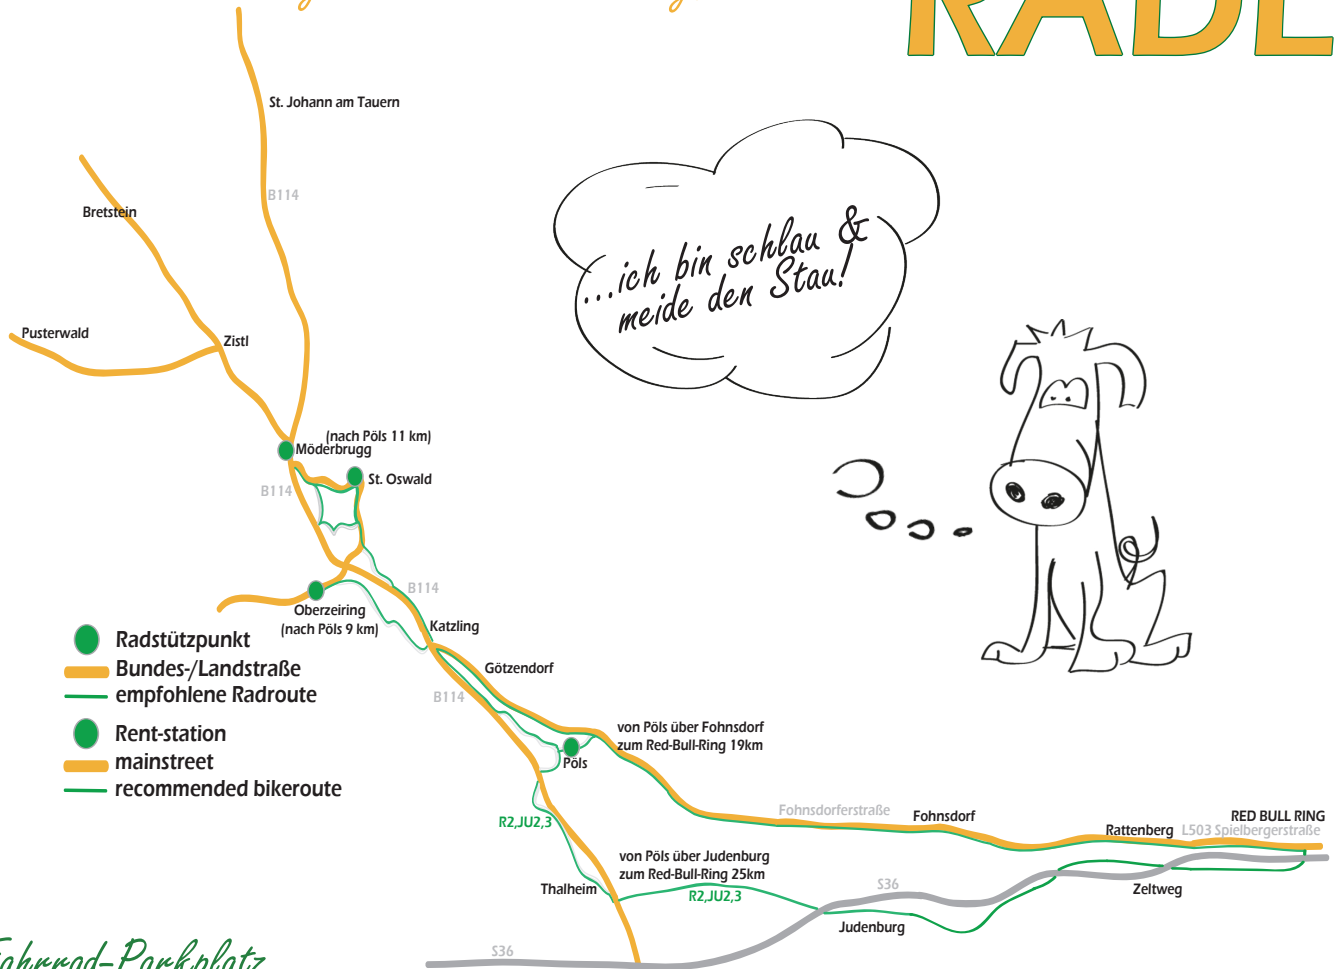 RADL
St. Johann am Tauern
B114
Bretstein
Pusterwald
Zistl
...ich bin schlau &
meide den Stau!
(nach Pöls 11 km)
Möderbrugg
St. Oswald
B114
B114
Oberzeiring
(nach Pöls 9 km)
Katzling
Götzendorf
B114
Radstützpunkt
Bundes-/Landstraße
empfohlene Radroute
Rent-station
mainstreet
recommended bikeroute
von Pöls über Fohnsdorf
zum Red-Bull-Ring 19km
Pöls
R2,JU2,3
Fohnsdorferstraße
Fohnsdorf
Rattenberg
RED BULL RING
L503 Spielbergerstraße
von Pöls über Judenburg
zum Red-Bull-Ring 25km
Thalheim
R2,JU2,3
S36
Zeltweg
Judenburg
S36
Fahrrad-Parkplatz